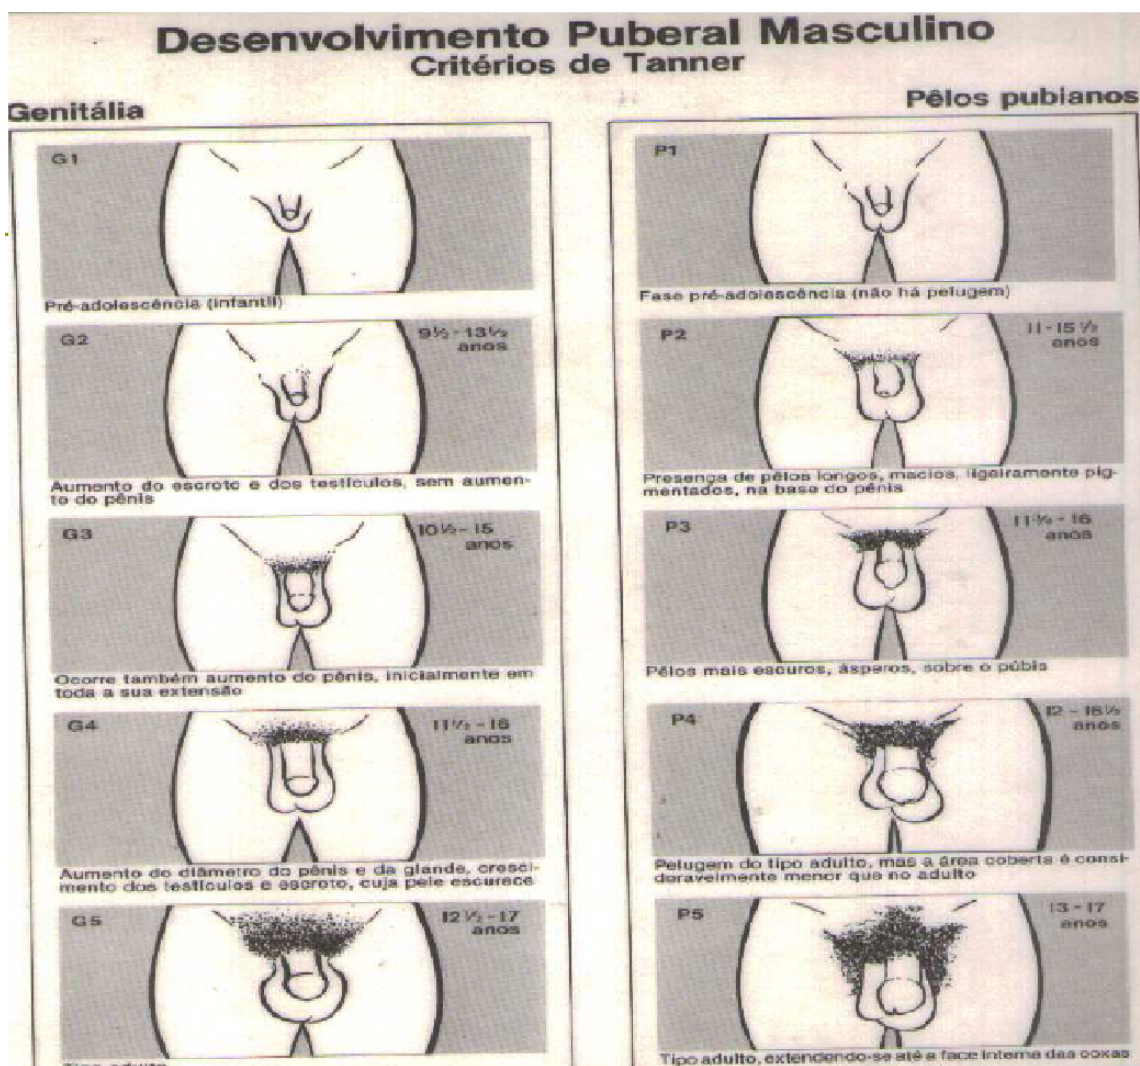 Desenvolvimento Puberal Masculino
Critérios de Tanner
Genitália
G1
Pré-adolescência (infantil)
G2
9½ - 13½
anos
Aumento do escroto e dos testículos, sem aumen-
to do pênis
G3
10½ - 15
anos
Ocorre também aumento do pênis, inicialmente em
toda a sua extensão
G4
11½ - 16
anos
Aumento do diâmetro do pênis e da glande, cresci-
mento dos testículos e escroto, cuja pele escurece
G5
12½ - 17
anos
Tipo adulto
Pêlos pubianos
P1
Fase pré-adolescência (não há pelugem)
P2
11 - 15 ½
anos
Presença de pêlos longos, macios, ligeiramente pig-
mentados, na base do pênis
P3
11½ - 16
anos
Pêlos mais escuros, ásperos, sobre o púbis
P4
12 - 16½
anos
Pelugem do tipo adulto, mas a área coberta é consi-
deravelmente menor que no adulto
P5
13 - 17
anos
Tipo adulto, extendendo-se até a face interna das coxas